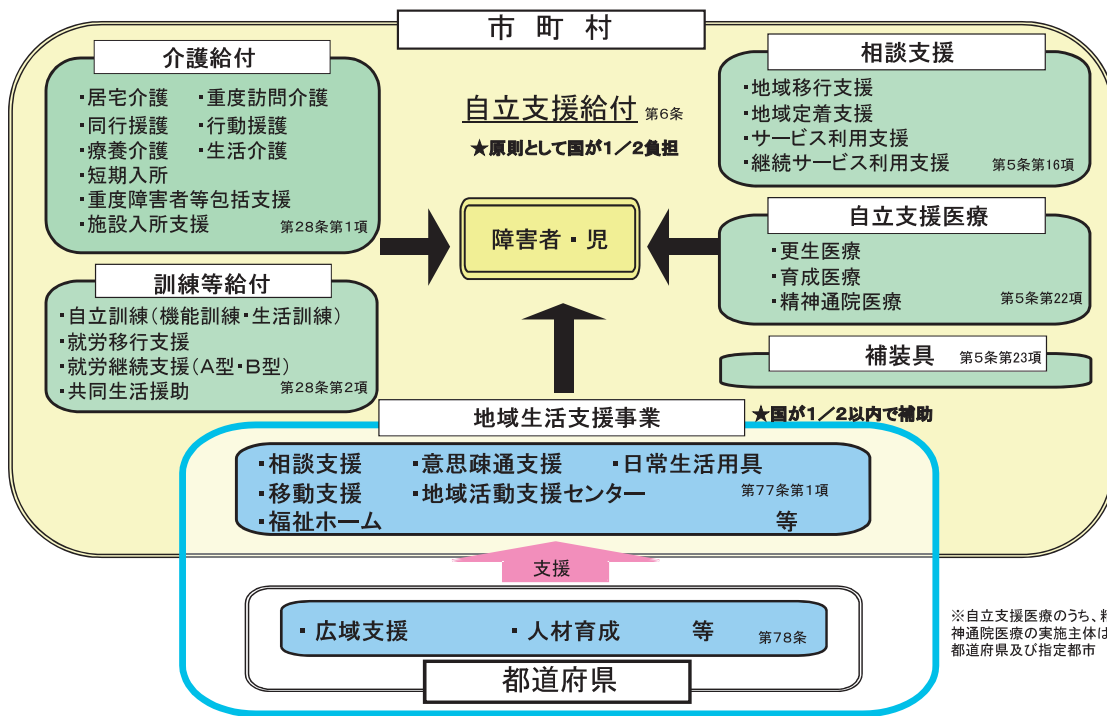 市町村
介護給付
・居宅介護 ・重度訪問介護
・同行援護 ・行動援護
・療養介護 ・生活介護
・短期入所
・重度障害者等包括支援
・施設入所支援 第28条第1項
訓練等給付
・自立訓練(機能訓練・生活訓練)
・就労移行支援
・就労継続支援(A型・B型)
・共同生活援助 第28条第2項
自立支援給付 第6条
★原則として国が1/2負担
障害者・児
相談支援
・地域移行支援
・地域定着支援
・サービス利用支援
・継続サービス利用支援 第5条第16項
自立支援医療
・更生医療
・育成医療
・精神通院医療 第5条第22項
補装具 第5条第23項
地域生活支援事業
★国が1/2以内で補助
・相談支援 ・意思疎通支援 ・日常生活用具
・移動支援 ・地域活動支援センター 第77条第1項
・福祉ホーム 等
支援
・広域支援 ・人材育成 等 第78条
都道府県
※自立支援医療のうち、
神通院医療の実施主体は
都道府県及び指定都市